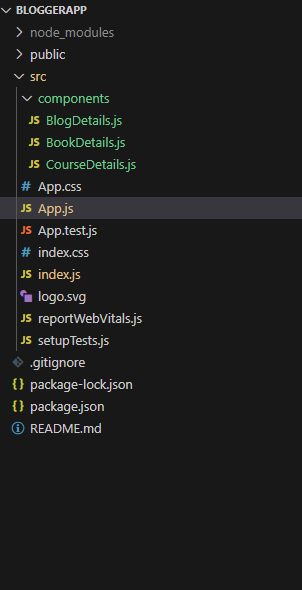 BLOGGERAPP
node_modules
public
src
components
JS BlogDetails.js
JS BookDetails.js
JS CourseDetails.js
# App.css
JS App.js
JS App.test.js
# index.css
JS index.js
logo.svg
JS reportWebVitals.js
JS setupTests.js
.gitignore
{} package-lock.json
{} package.json
README.md